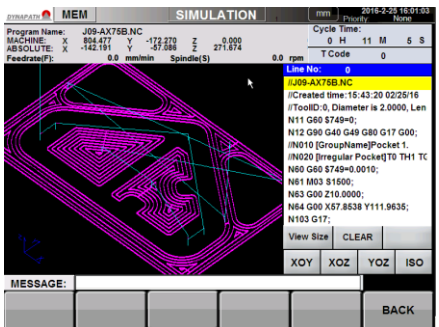 DYNAPATH MEM SIMULATION mm Priority: 2016-2-25 16:01:03 None
Program Name: J09-AX75B.NC
MACHINE: X 804.477 Y -172.270 Z 0.000
ABSOLUTE: X -142.191 Y -57.086 Z 271.674
Feedrate(F): 0.0 mm/min Spindle(S) 0.0 rpm
Cycle Time:
0 H 11 M 5 S
T Code 0
Line No: 0
//J09-AX75B.NC
//Created time:15:43:20 02/25/16
//ToolID:0, Diameter is 2.0000, Len
N11 G60 $749=0;
N12 G90 G40 G49 G80 G17 G00;
//N010 [GroupName]Pocket 1.
//N020 [Irregular Pocket]T0 TH1 TC
N60 G60 $749=0.0010;
N61 M03 S1500;
N63 G00 Z10.0000;
N64 G00 X57.8538 Y111.9635;
N103 G17;
View Size CLEAR
XOY XOZ YOZ ISO
MESSAGE:
BACK